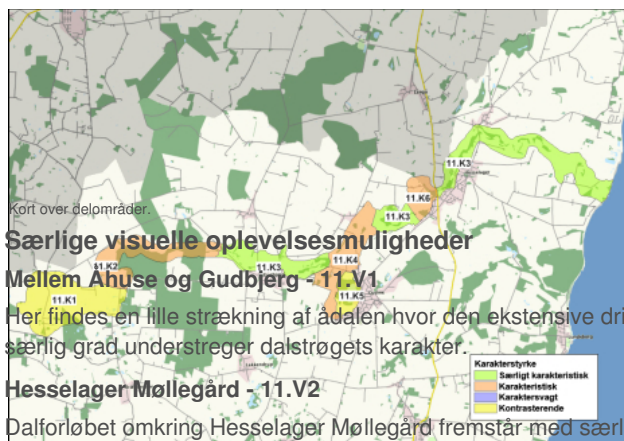 11.K3
11.K6
11.K3
Kort over delområder.
Særlige visuelle oplevelsesmuligheder
11.K2
11.K3
11.K4
Mellem Åhuse og Gudbjerg - 11.V1
11.K1
11.K5
Her findes en lille strækning af ådalen hvor den ekstensive dri
særlig grad understreger dalstrøgets karakter.
Karakterstyrke
Særligt karakteristisk
Karakteristisk
Karaktersvagt
Kontrasterende
Hesselager Møllegård - 11.V2
Dalforløbet omkring Hesselager Møllegård fremstår med særl